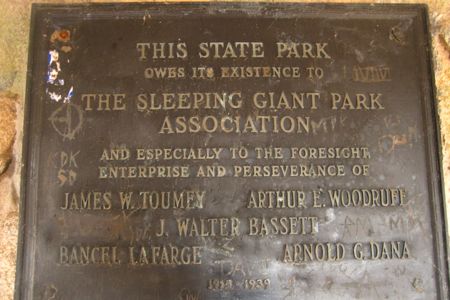 THIS STATE PARK
OWES ITS EXISTENCE TO
THE SLEEPING GIANT PARK
ASSOCIATION
AND ESPECIALLY TO THE FORESIGHT,
ENTERPRISE AND PERSEVERANCE OF
JAMES W. TOUMEY ARTHUR E. WOODRUFF
J. WALTER BASSETT
BANCEL LAFARGE ARNOLD G. DANA